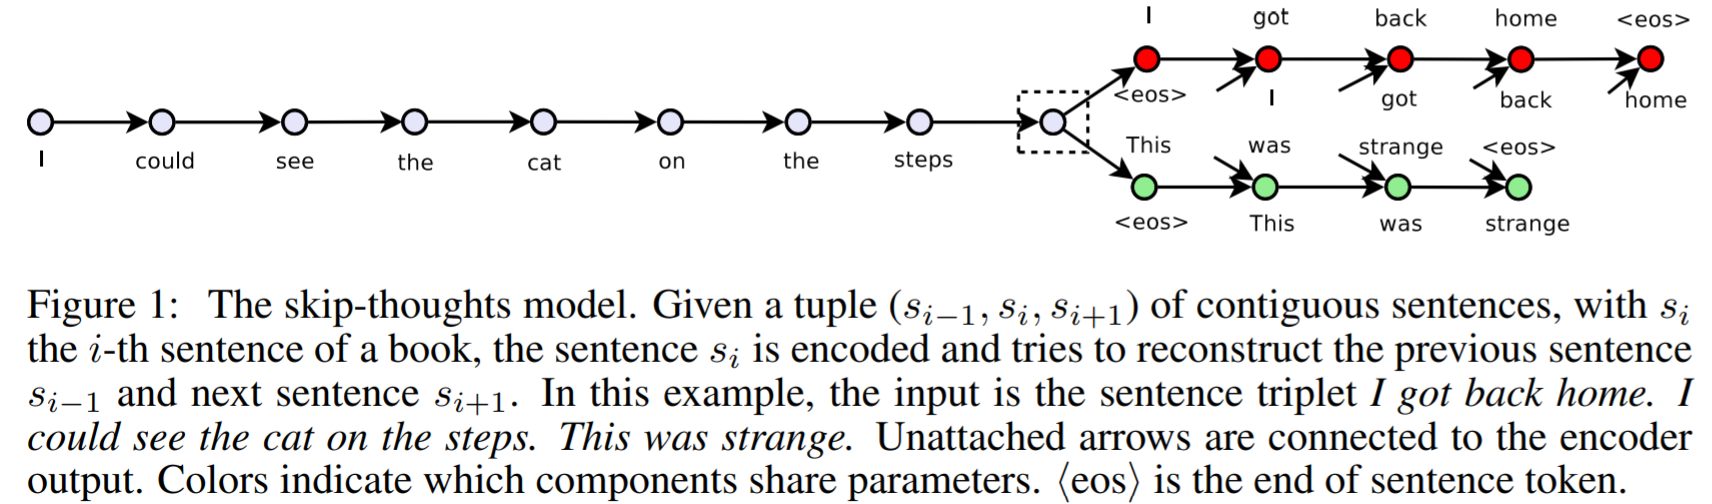 I got back home <eos>
<eos> I got back home
I could see the cat on the steps
This was strange <eos>
<eos> This was strange
Figure 1: The skip-thoughts model. Given a tuple (s_{i−1}, s_i, s_{i+1}) of contiguous sentences, with s_i
the i-th sentence of a book, the sentence s_i is encoded and tries to reconstruct the previous sentence
s_{i−1} and next sentence s_{i+1}. In this example, the input is the sentence triplet I got back home. I
could see the cat on the steps. This was strange. Unattached arrows are connected to the encoder
output. Colors indicate which components share parameters. ⟨eos⟩ is the end of sentence token.